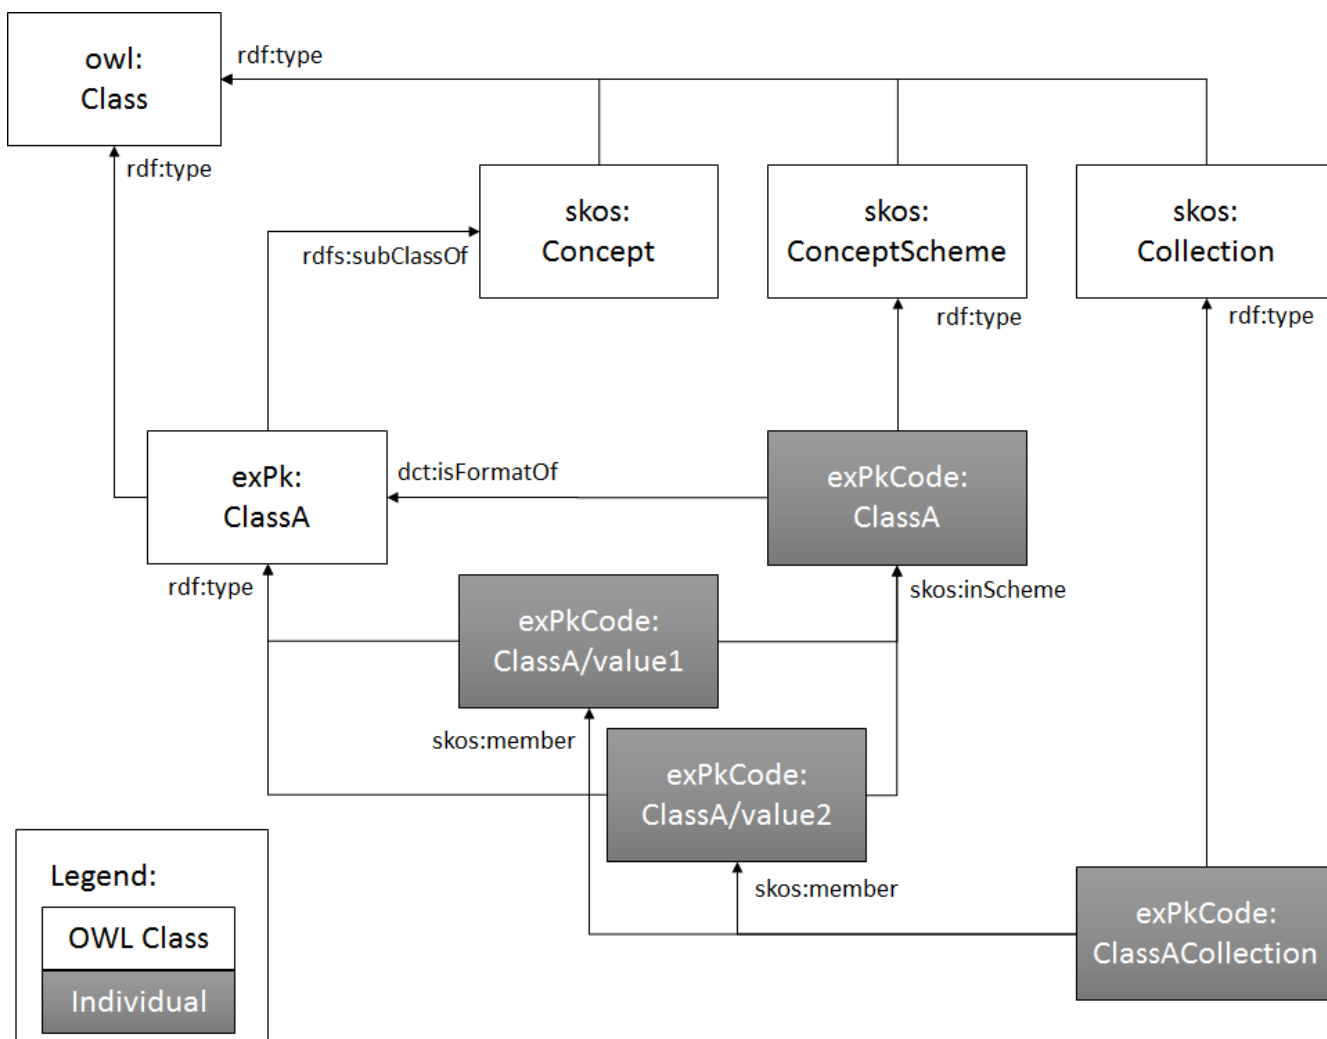 owl:
Class
rdf:type
rdf:type
skos:
Concept
skos:
ConceptScheme
skos:
Collection
rdfs:subClassOf
rdf:type
rdf:type
exPk:
ClassA
dct:isFormatOf
exPkCode:
ClassA
rdf:type
skos:inScheme
exPkCode:
ClassA/value1
skos:member
exPkCode:
ClassA/value2
skos:member
exPkCode:
ClassACollection
Legend:
OWL Class
Individual